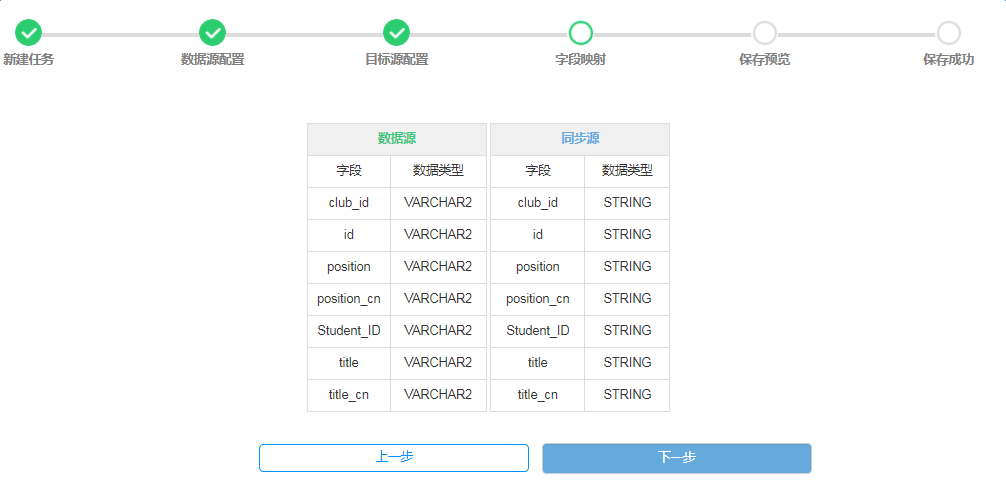 新建任务 数据源配置 目标源配置 字段映射 保存预览 保存成功
数据源 同步源
字段 数据类型 字段 数据类型
club_id VARCHAR2 club_id STRING
id VARCHAR2 id STRING
position VARCHAR2 position STRING
position_cn VARCHAR2 position_cn STRING
Student_ID VARCHAR2 Student_ID STRING
title VARCHAR2 title STRING
title_cn VARCHAR2 title_cn STRING
上一步 下一步